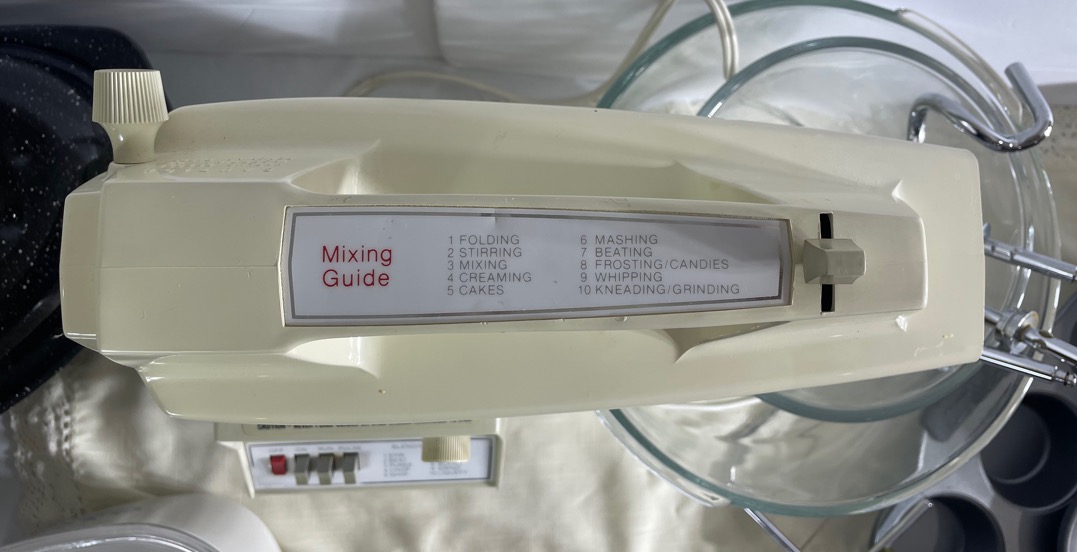 Mixing
Guide
1 FOLDING
2 STIRRING
3 MIXING
4 CREAMING
5 CAKES
6 MASHING
7 BEATING
8 FROSTING/CANDIES
9 WHIPPING
10 KNEADING/GRINDING